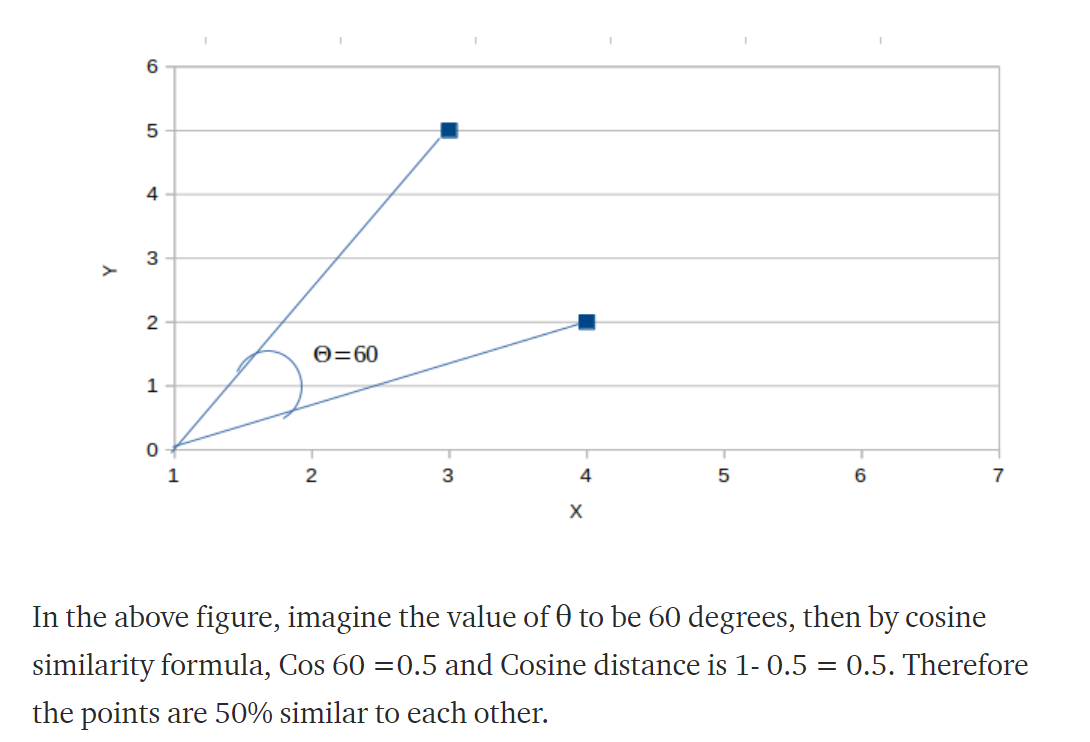 6
5
4
3
Y
2
Θ=60
1
0
1 2 3 4 5 6 7
X
In the above figure, imagine the value of θ to be 60 degrees, then by cosine
similarity formula, Cos 60 =0.5 and Cosine distance is 1- 0.5 = 0.5. Therefore
the points are 50% similar to each other.